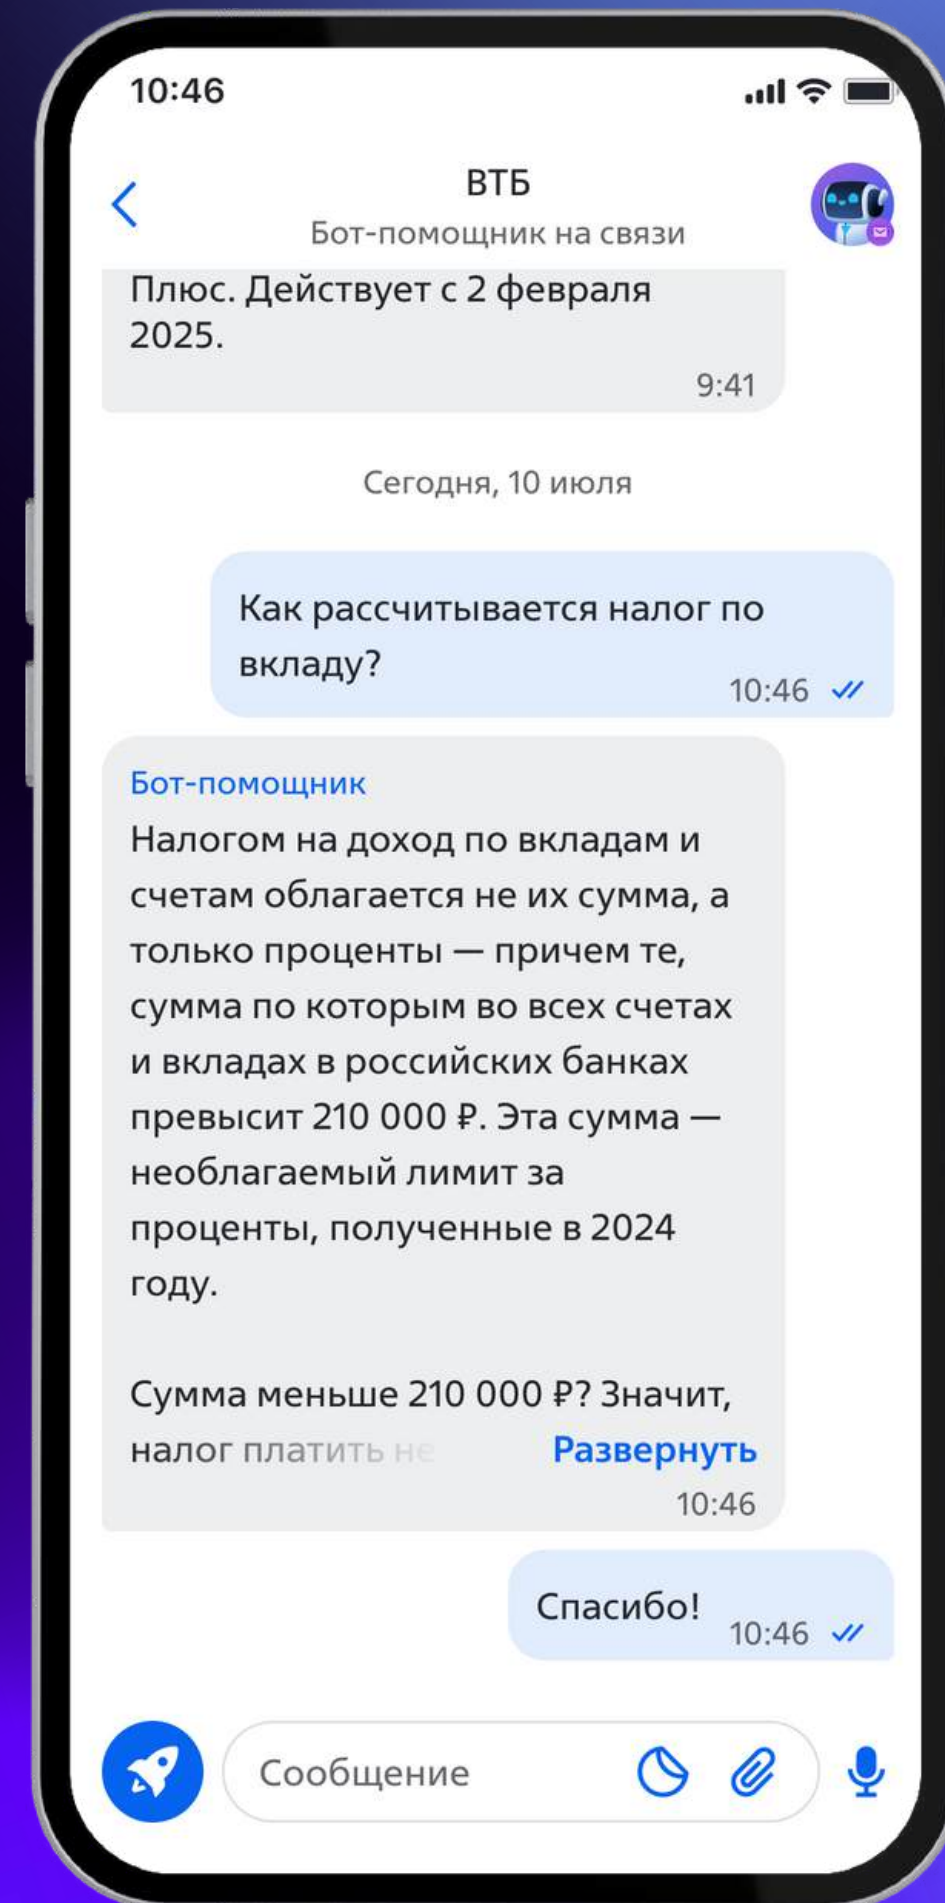 10:46
ВТБ
Бот-помощник на связи
Плюс. Действует с 2 февраля
2025.
9:41
Сегодня, 10 июля
Как рассчитывается налог по
вкладу?
10:46
Бот-помощник
Налогом на доход по вкладам и
счетам облагается не их сумма, а
только проценты — причем те,
сумма по которым во всех счетах
и вкладах в российских банках
превысит 210 000 ₽. Эта сумма —
необлагаемый лимит за
проценты, полученные в 2024
году.
Сумма меньше 210 000 ₽? Значит,
налог платить не Развернуть
10:46
Спасибо!
10:46
Сообщение